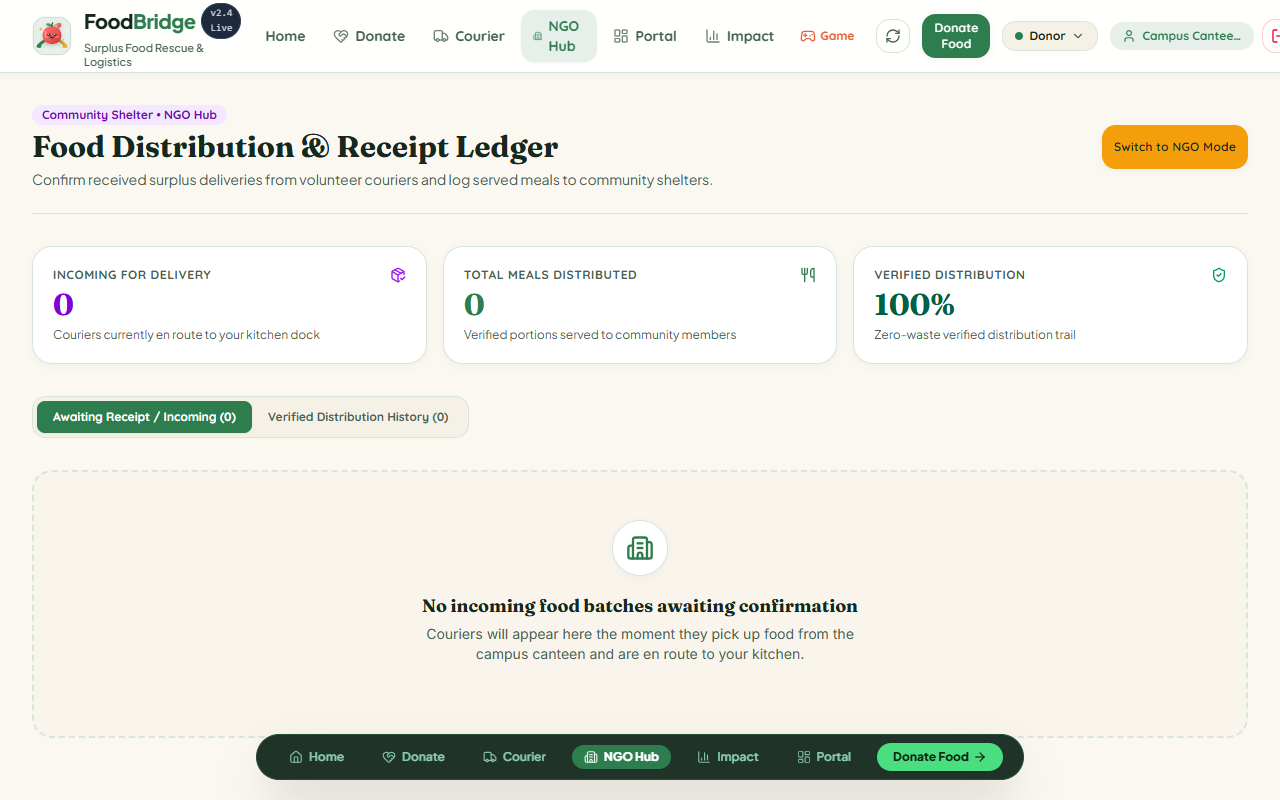 FoodBridge
v2.4
Live
Surplus Food Rescue &
Logistics
Home
Donate
Courier
NGO
Hub
Portal
Impact
Game
Donate
Food
Donor
Campus Cantee...
Community Shelter • NGO Hub
Food Distribution & Receipt Ledger
Confirm received surplus deliveries from volunteer couriers and log served meals to community shelters.
Switch to NGO Mode
INCOMING FOR DELIVERY
0
Couriers currently en route to your kitchen dock
TOTAL MEALS DISTRIBUTED
0
Verified portions served to community members
VERIFIED DISTRIBUTION
100%
Zero-waste verified distribution trail
Awaiting Receipt / Incoming (0)
Verified Distribution History (0)
No incoming food batches awaiting confirmation
Couriers will appear here the moment they pick up food from the
campus canteen and are en route to your kitchen.
Home
Donate
Courier
NGO Hub
Impact
Portal
Donate Food →